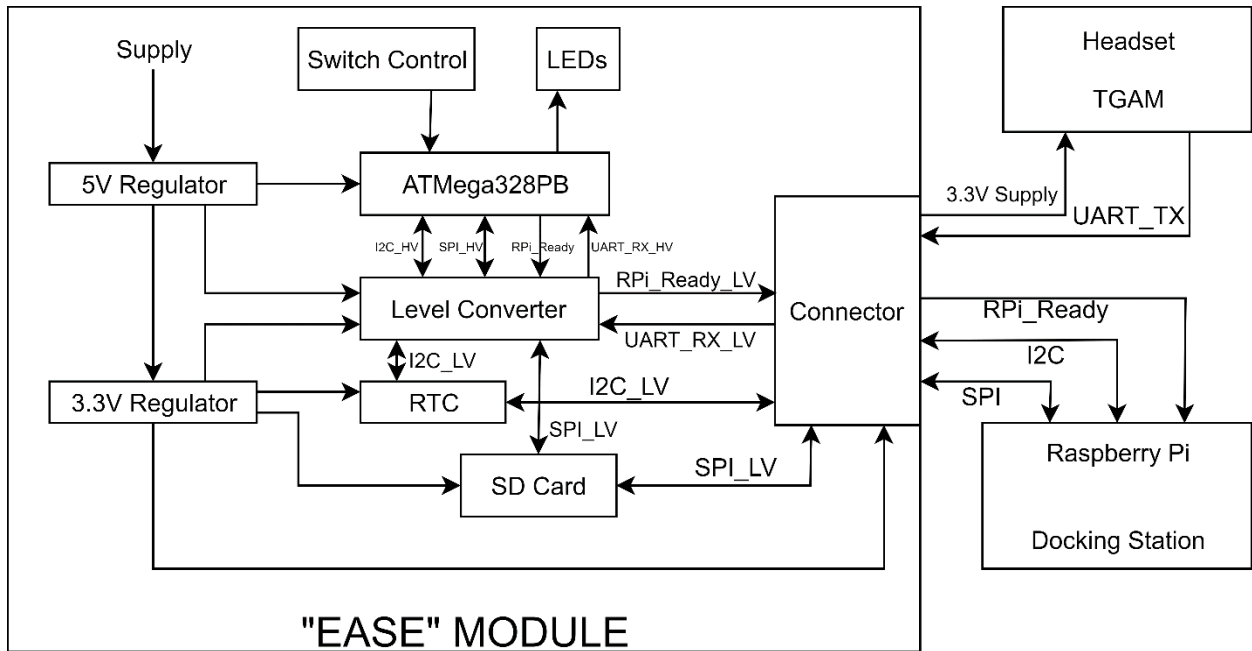 Supply
Switch Control
LEDs
Headset
TGAM
5V Regulator
ATMega328PB
3.3V Supply
UART_TX
I2C_HV
SPI_HV
RPi_Ready
UART_RX_HV
Level Converter
RPi_Ready_LV
UART_RX_LV
Connector
RPi_Ready
I2C
SPI
I2C_LV
3.3V Regulator
RTC
I2C_LV
SPI_LV
SD Card
SPI_LV
Raspberry Pi
Docking Station
"EASE" MODULE